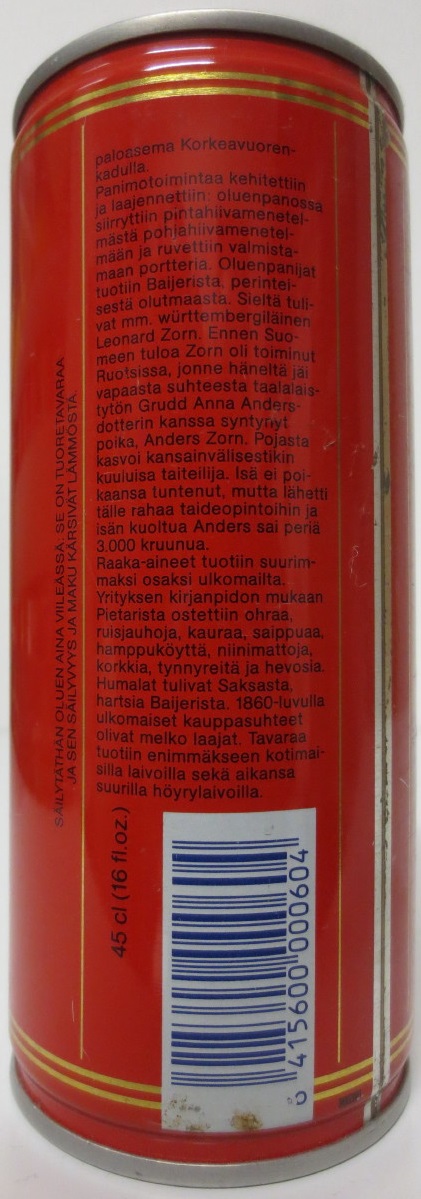 paloasema Korkeavuoren-
kadulla.
Panimotoimintaa kehitettiin
ja laajennettiin: oluenpanossa
siirryttiin pintahiivamenetel-
mästä pohjahiivamenetel-
mään ja ruvettiin valmista-
maan portteria. Oluenpanijat
tuotiin Baijerista, perintei-
sestä olutmaasta. Sieltä tuli-
vat mm. württembergiläinen
Leonard Zorn. Ennen Suo-
meen tuloa Zorn oli toiminut
Ruotsissa, jonne häneltä jäi
vapaasta suhteesta taalalais-
tytön Grudd Anna Anders-
dotterin kanssa syntynyt
poika, Anders Zorn. Pojasta
kasvoi kansainvälisestikin
kuuluisa taiteilija. Isä ei poi-
kaansa tuntenut, mutta lähetti
tälle rahaa taideopintoihin ja
isän kuoltua Anders sai periä
3.000 kruunua.
Raaka-aineet tuotiin suurim-
maksi osaksi ulkomailta.
Yrityksen kirjanpidon mukaan
Pietarista ostettiin ohraa,
ruisjauhoja, kauraa, saippuaa,
hamppuköyttä, niinimattoja,
korkkia, tynnyreitä ja hevosia.
Humalat tulivat Saksasta,
hartsia Baijerista. 1860-luvulla
ulkomaiset kauppasuhteet
olivat melko laajat. Tavaraa
tuotiin enimmäkseen kotimai-
silla laivoilla sekä aikansa
suurilla höyrylaivoilla.
SÄILYTÄTHÄN OLUEN AINA VIILEÄSSÄ. SE ON TUORETAVARAA
JA SEN SÄILYVYYS JA MAKU KÄRSIVÄT LÄMMÖSTÄ.
45 cl (16 fl.oz.)
6 415600 000604